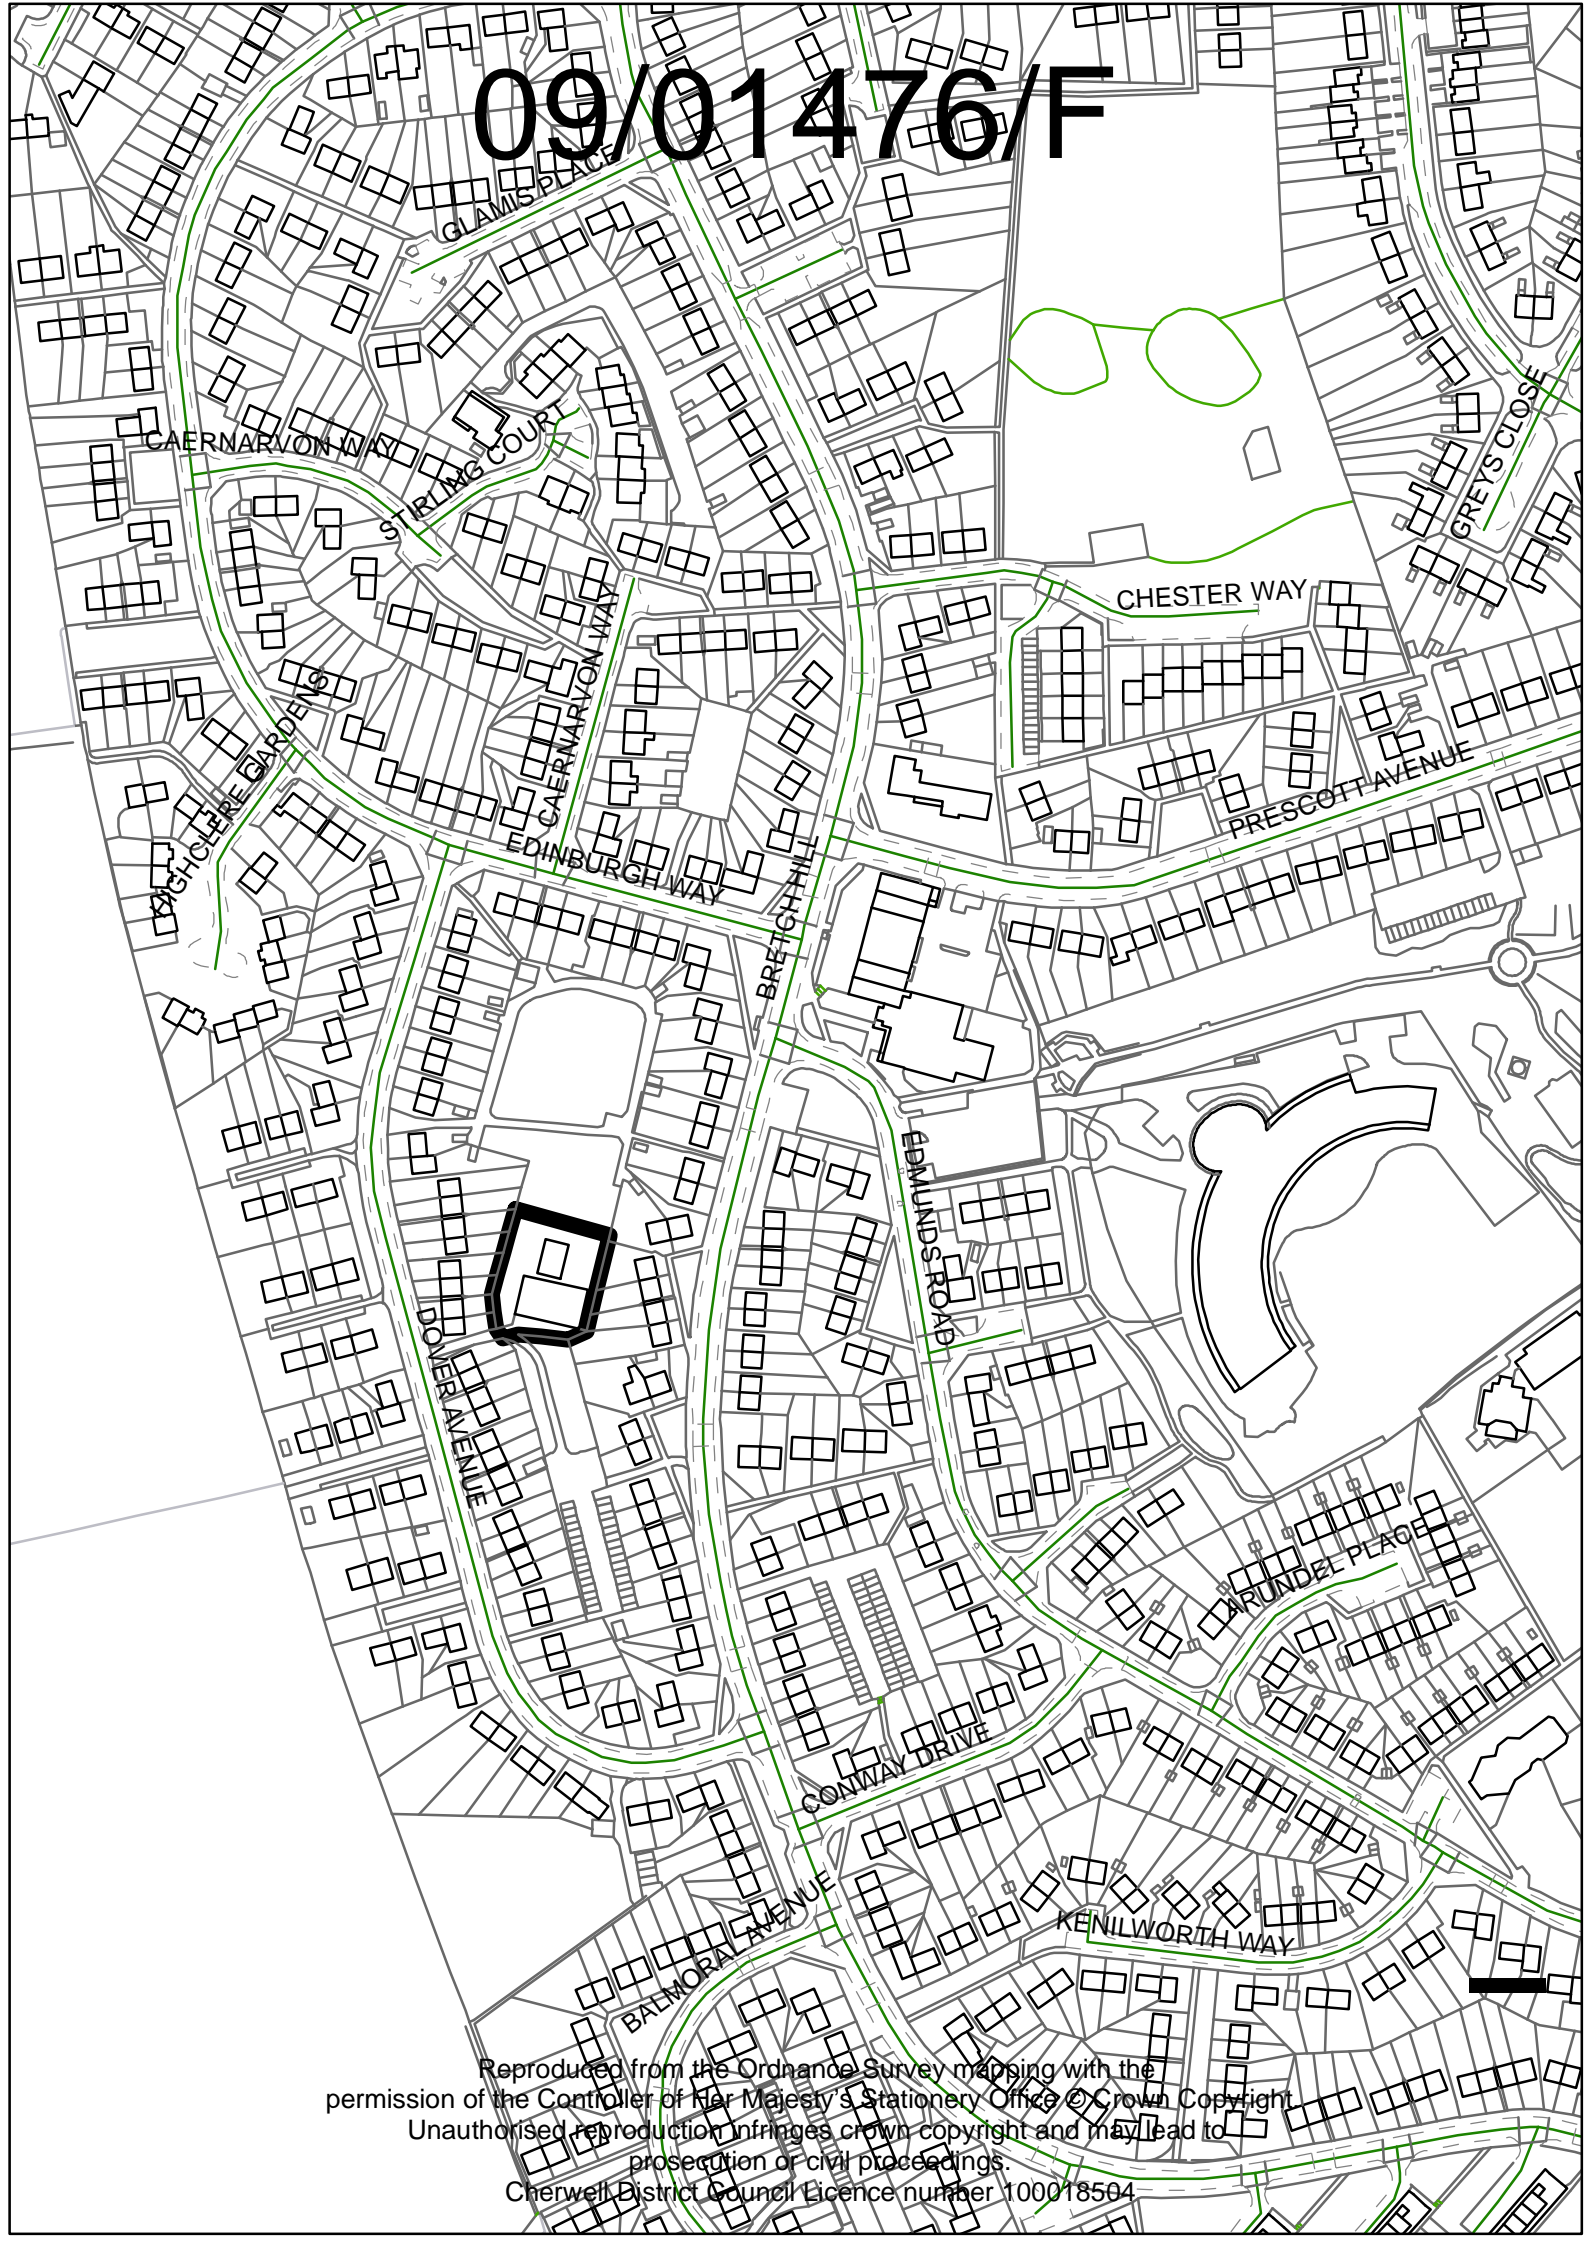 09/01476/F
GLAMIS PLACE
CAERNARVON WAY
STIRLING COURT
GREYS CLOSE
CHESTER WAY
CAERNARVON WAY
HIGHCLERE GARDENS
PRESCOTT AVENUE
EDINBURGH WAY
BRETCH HILL
EDMUNDS ROAD
DOVER AVENUE
ARUNDEL PLACE
CONWAY DRIVE
BALMORAL AVENUE
KENILWORTH WAY
Reproduced from the Ordnance Survey mapping with the
permission of the Controller of Her Majesty's Stationery Office © Crown Copyright.
Unauthorised reproduction infringes crown copyright and may lead to
prosecution or civil proceedings.
Cherwell District Council Licence number 100018504